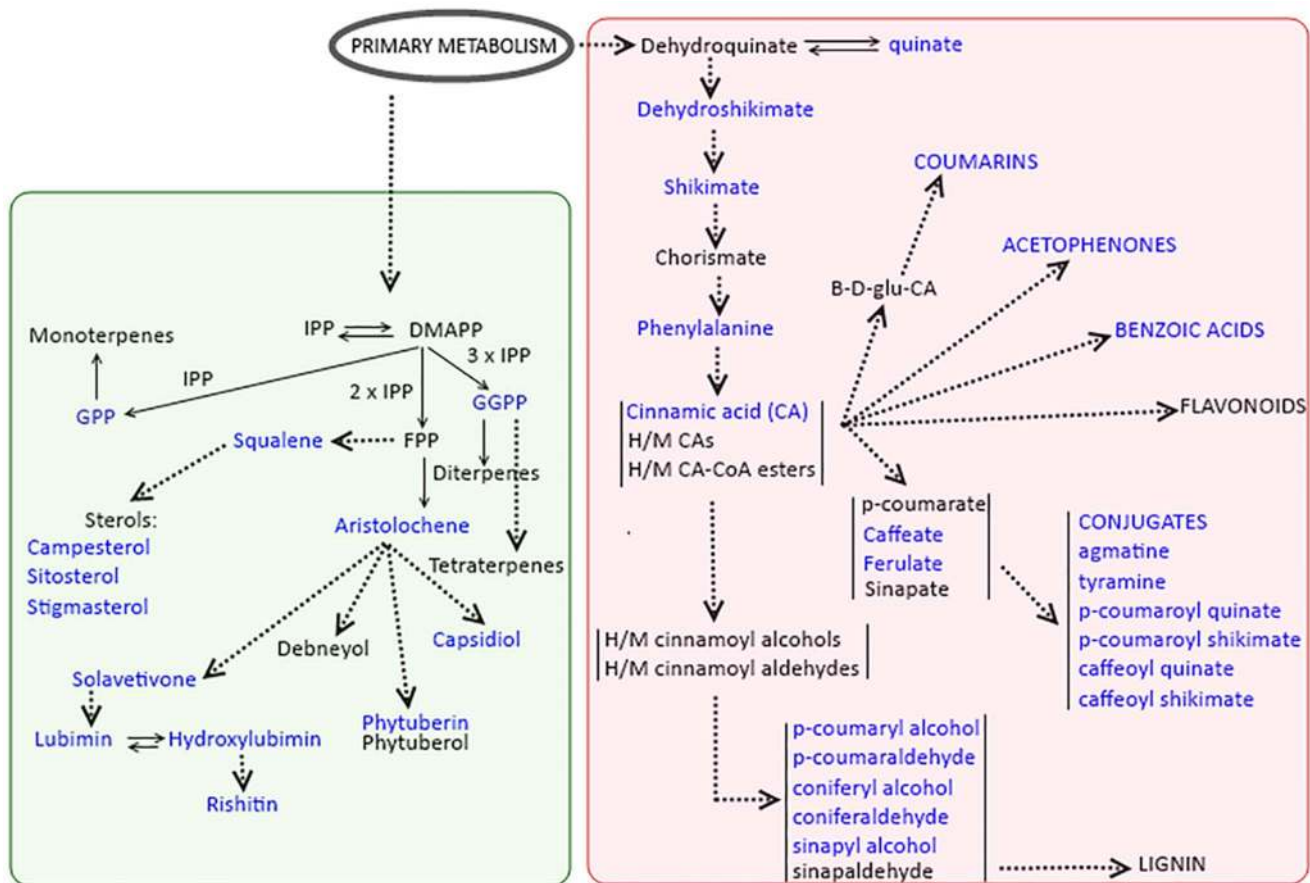 PRIMARY METABOLISM
Dehydroquinate
quinate
Dehydroshikimate
Shikimate
Chorismate
Phenylalanine
Cinnamic acid (CA)
H/M CAs
H/M CA-CoA esters
COUMARINS
ACETOPHENONES
B-D-glu-CA
BENZOIC ACIDS
FLAVONOIDS
p-coumarate
Caffeate
Ferulate
Sinapate
CONJUGATES
agmatine
tyramine
p-coumaroyl quinate
p-coumaroyl shikimate
caffeoyl quinate
caffeoyl shikimate
H/M cinnamoyl alcohols
H/M cinnamoyl aldehydes
p-coumaryl alcohol
p-coumaraldehyde
coniferyl alcohol
coniferaldehyde
sinapyl alcohol
sinapaldehyde
LIGNIN
IPP
DMAPP
Monoterpenes
IPP
3 x IPP
2 x IPP
GPP
GGPP
Squalene
FPP
Diterpenes
Sterols:
Campesterol
Sitosterol
Stigmasterol
Aristolochene
Tetraterpenes
Debneyol
Capsidiol
Solavetivone
Phytuberin
Phytuberol
Lubimin
Hydroxylubimin
Rishitin